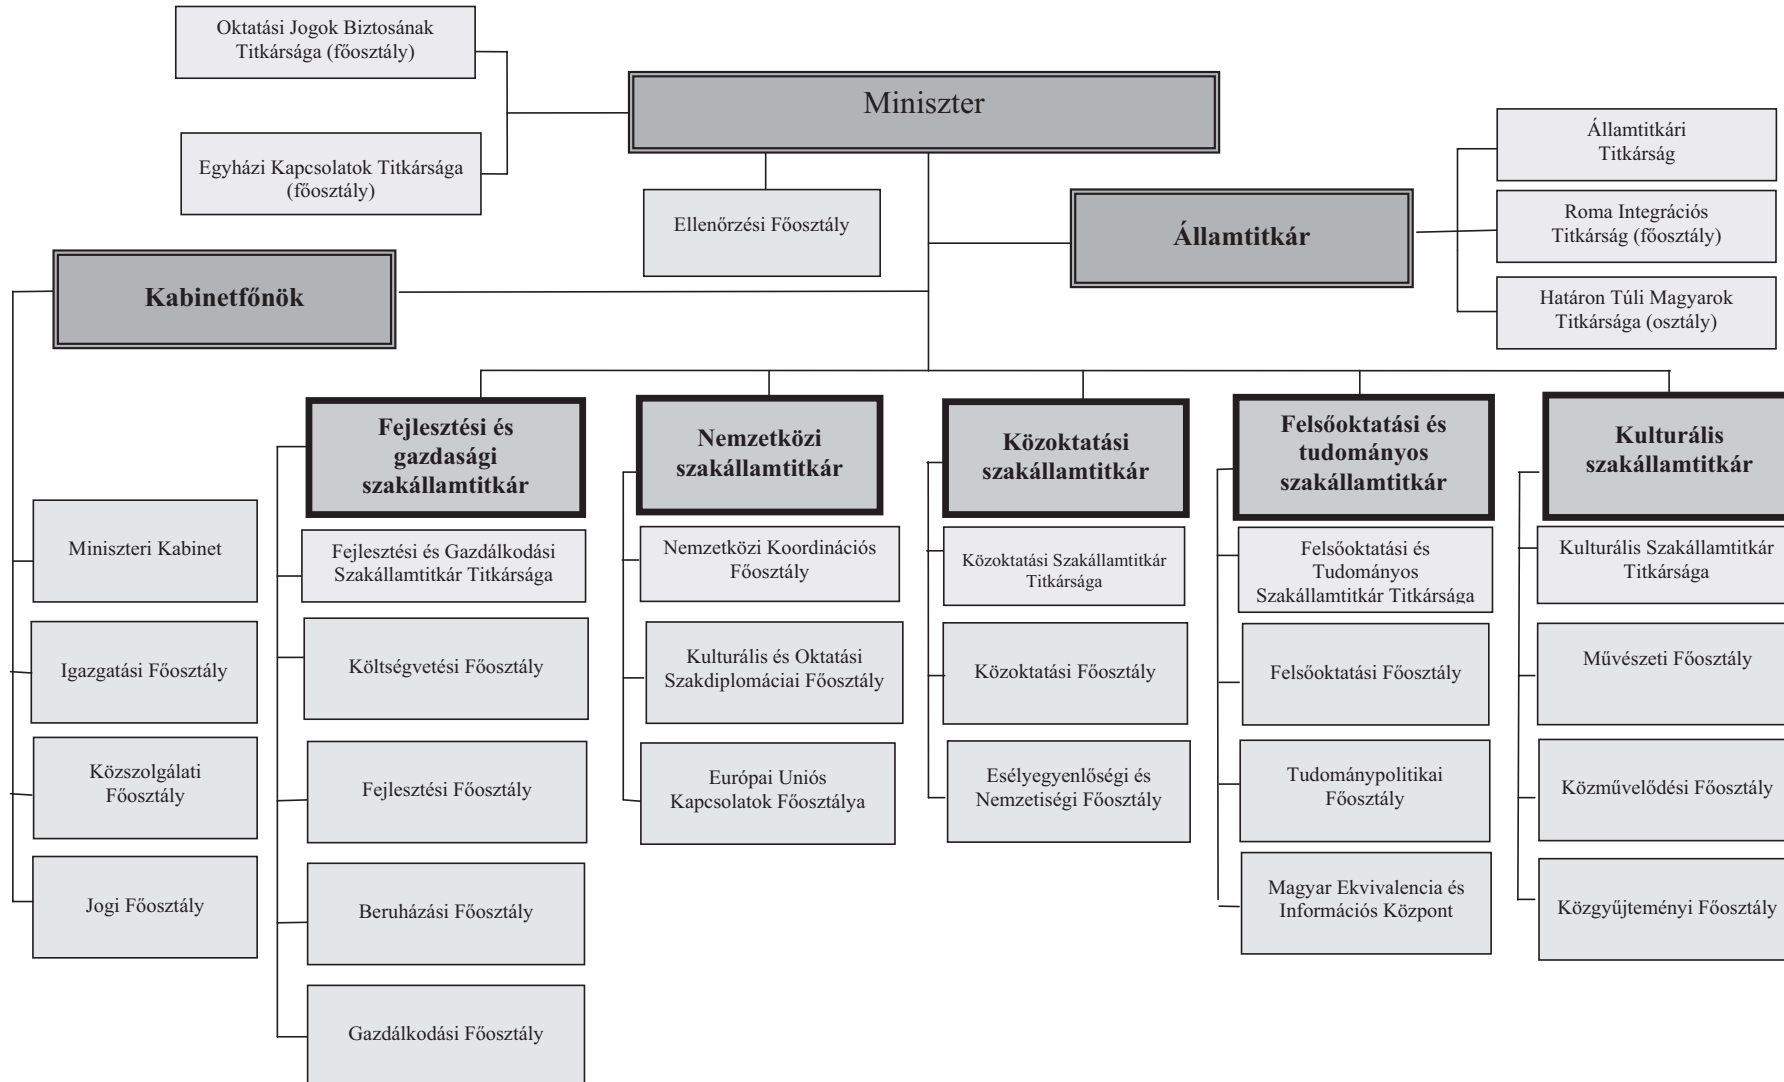 Oktatási Jogok Biztosának
Titkársága (főosztály)
Miniszter
Egyházi Kapcsolatok Titkársága
(főosztály)
Ellenőrzési Főosztály
Államtitkár
Államtitkári
Titkárság
Roma Integrációs
Titkárság (főosztály)
Határon Túli Magyarok
Titkársága (osztály)
Kabinetfőnök
Miniszteri Kabinet
Igazgatási Főosztály
Közszolgálati
Főosztály
Jogi Főosztály
Fejlesztési és
gazdasági
szakállamtitkár
Fejlesztési és Gazdálkodási
Szakállamtitkár Titkársága
Költségvetési Főosztály
Fejlesztési Főosztály
Beruházási Főosztály
Gazdálkodási Főosztály
Nemzetközi
szakállamtitkár
Nemzetközi Koordinációs
Főosztály
Kulturális és Oktatási
Szakdiplomáciai Főosztály
Európai Uniós
Kapcsolatok Főosztálya
Közoktatási
szakállamtitkár
Közoktatási Szakállamtitkár
Titkársága
Közoktatási Főosztály
Esélyegyenlőségi és
Nemzetiségi Főosztály
Felsőoktatási és
tudományos
szakállamtitkár
Felsőoktatási és
Tudományos
Szakállamtitkár Titkársága
Felsőoktatási Főosztály
Tudománypolitikai
Főosztály
Magyar Ekvivalencia és
Információs Központ
Kulturális
szakállamtitkár
Kulturális Szakállamtitkár
Titkársága
Művészeti Főosztály
Közművelődési Főosztály
Közgyűjteményi Főosztály